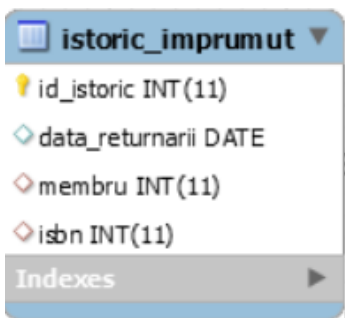 istoric_imprumut
id_istoric INT(11)
data_returnarii DATE
membru INT(11)
isbn INT(11)
Indexes